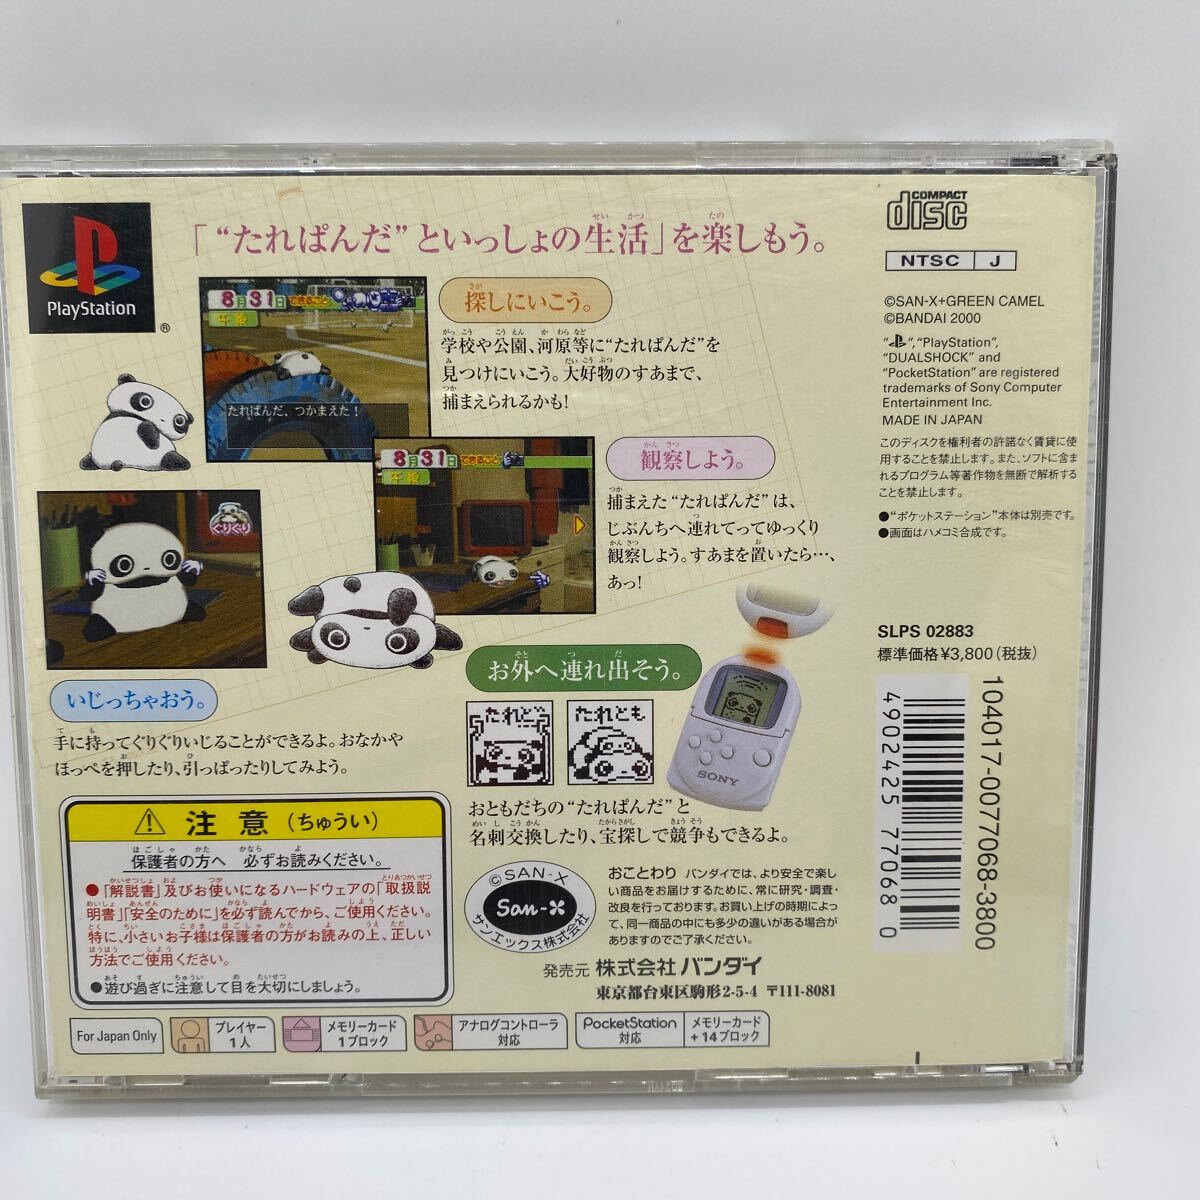 PlayStation
®
「“たれぱんだ”といっしょの生活」を楽しもう。
COMPACT
disc
NTSC J
8月31日 できること
午後
たれぱんだ、つかまえた！
探しにいこう。
学校や公園、河原等に“たれぱんだ”を
見つけにいこう。大好物のすあまで、
捕まえられるかも!
8月31日 できること
午後
観察しよう。
捕まえた“たれぱんだ”は、
じぶんちへ連れてってゆっくり
観察しよう。すあまを置いたら…、
あっ!
ぐりぐり
いじっちゃおう。
手に持ってぐりぐりいじることができるよ。おなかや
ほっぺを押したり、引っぱったりしてみよう。
お外へ連れ出そう。
たれど
たれとも
SONY
おともだちの“たれぱんだ”と
名刺交換したり、宝探しで競争もできるよ。
©SAN-X+GREEN CAMEL
©BANDAI 2000
"PS", "PlayStation",
"DUALSHOCK" and
"PocketStation" are registered
trademarks of Sony Computer
Entertainment Inc.
MADE IN JAPAN
このディスクを権利者の許諾なく賃貸に使
用することを禁止します。また、ソフトに含ま
れるプログラム等著作物を無断で解析する
ことを禁止します。
●“ポケットステーション”本体は別売です。
●画面はハメコミ合成です。
SLPS 02883
標準価格¥3,800(税抜)
4902425 770680
104017-0077068-3800
注意（ちゅうい）
保護者の方へ 必ずお読みください。
●「解説書」及びお使いになるハードウェアの「取扱説
明書」「安全のために」を必ず読んでから、ご使用ください。
特に、小さいお子様は保護者の方がお読みの上、正しい
方法でご使用ください。
●遊び過ぎに注意して目を大切にしましょう。
©SAN-X
San-X
サンエックス株式会社
おことわり バンダイでは、より安全で楽し
い商品をお届けするために、常に研究・調査・
改良を行っております。お買い上げの時期によっ
て、同一商品の中にも多少の違いがある場合が
ありますのでご了承ください。
発売元 株式会社バンダイ
東京都台東区駒形2-5-4 〒111-8081
For Japan Only
プレイヤー
1人
メモリーカード
1ブロック
アナログコントローラ
対応
PocketStation
対応
メモリーカード
+14ブロック